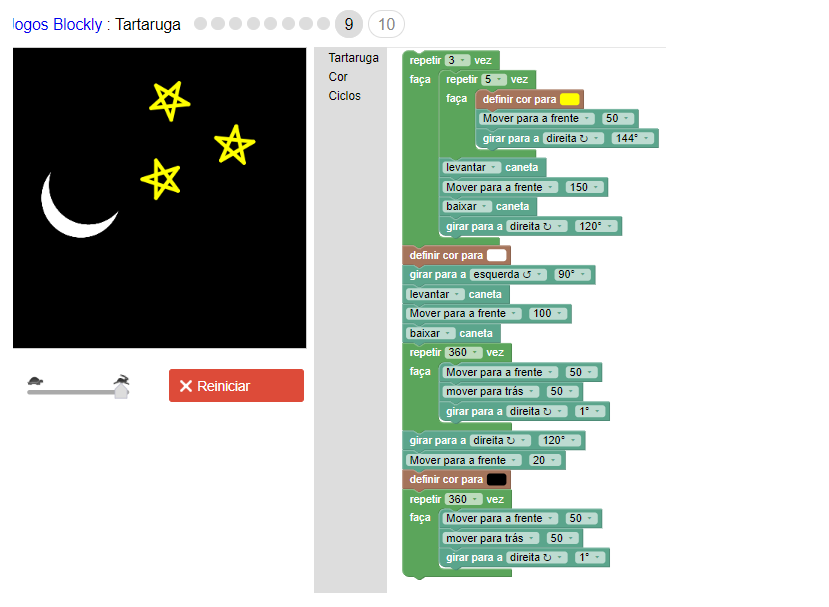 Jogos Blockly : Tartaruga 9 10
Tartaruga
Cor
Ciclos
Reiniciar
repetir 3 vez
faça repetir 5 vez
faça definir cor para
Mover para a frente 50
girar para a direita ↻ 144°
levantar caneta
Mover para a frente 150
baixar caneta
girar para a direita ↻ 120°
definir cor para
girar para a esquerda ↺ 90°
levantar caneta
Mover para a frente 100
baixar caneta
repetir 360 vez
faça Mover para a frente 50
mover para trás 50
girar para a direita ↻ 1°
girar para a direita ↻ 120°
Mover para a frente 20
definir cor para
repetir 360 vez
faça Mover para a frente 50
mover para trás 50
girar para a direita ↻ 1°